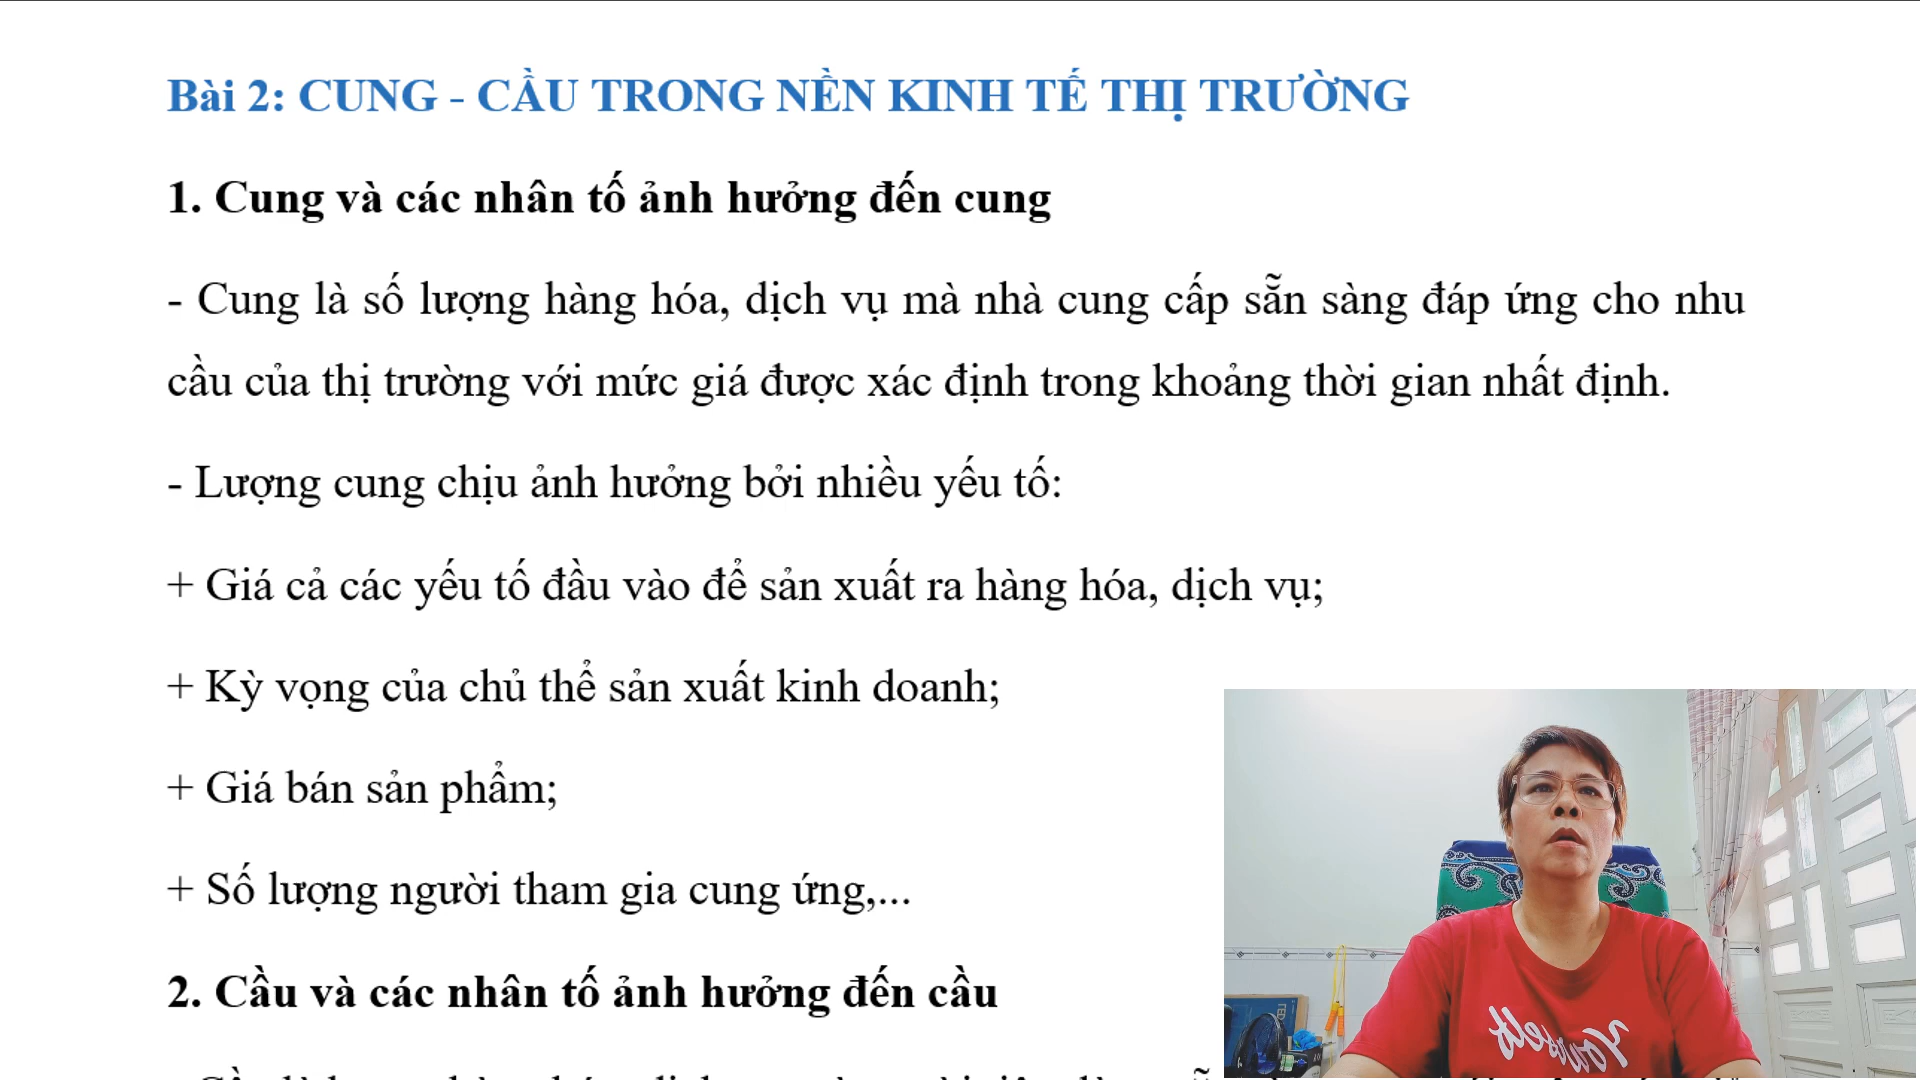 Bài 2: CUNG - CẦU TRONG NỀN KINH TẾ THỊ TRƯỜNG
1. Cung và các nhân tố ảnh hưởng đến cung
- Cung là số lượng hàng hóa, dịch vụ mà nhà cung cấp sẵn sàng đáp ứng cho nhu
cầu của thị trường với mức giá được xác định trong khoảng thời gian nhất định.
- Lượng cung chịu ảnh hưởng bởi nhiều yếu tố:
+ Giá cả các yếu tố đầu vào để sản xuất ra hàng hóa, dịch vụ;
+ Kỳ vọng của chủ thể sản xuất kinh doanh;
+ Giá bán sản phẩm;
+ Số lượng người tham gia cung ứng,...
2. Cầu và các nhân tố ảnh hưởng đến cầu
Yourself